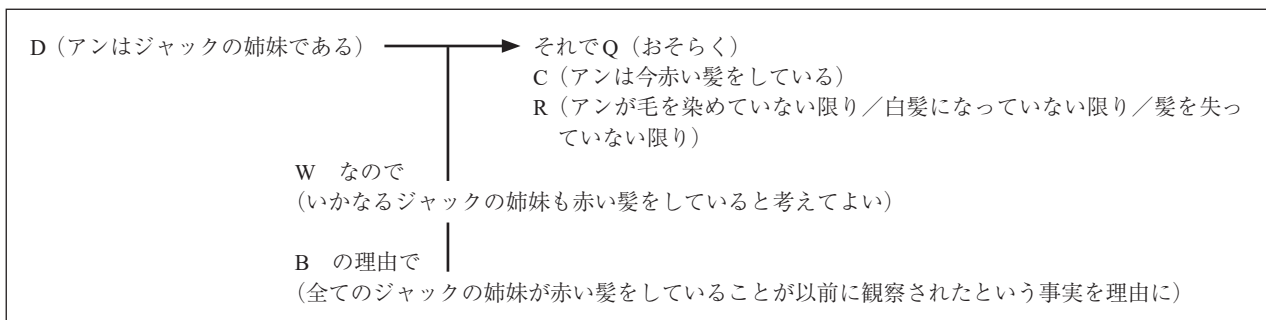 D（アンはジャックの姉妹である）
それでQ（おそらく）
C（アンは今赤い髪をしている）
R（アンが毛を染めていない限り／白髪になっていない限り／髪を失っ
ていない限り）
W　なので
（いかなるジャックの姉妹も赤い髪をしていると考えてよい）
B　の理由で
（全てのジャックの姉妹が赤い髪をしていることが以前に観察されたという事実を理由に）